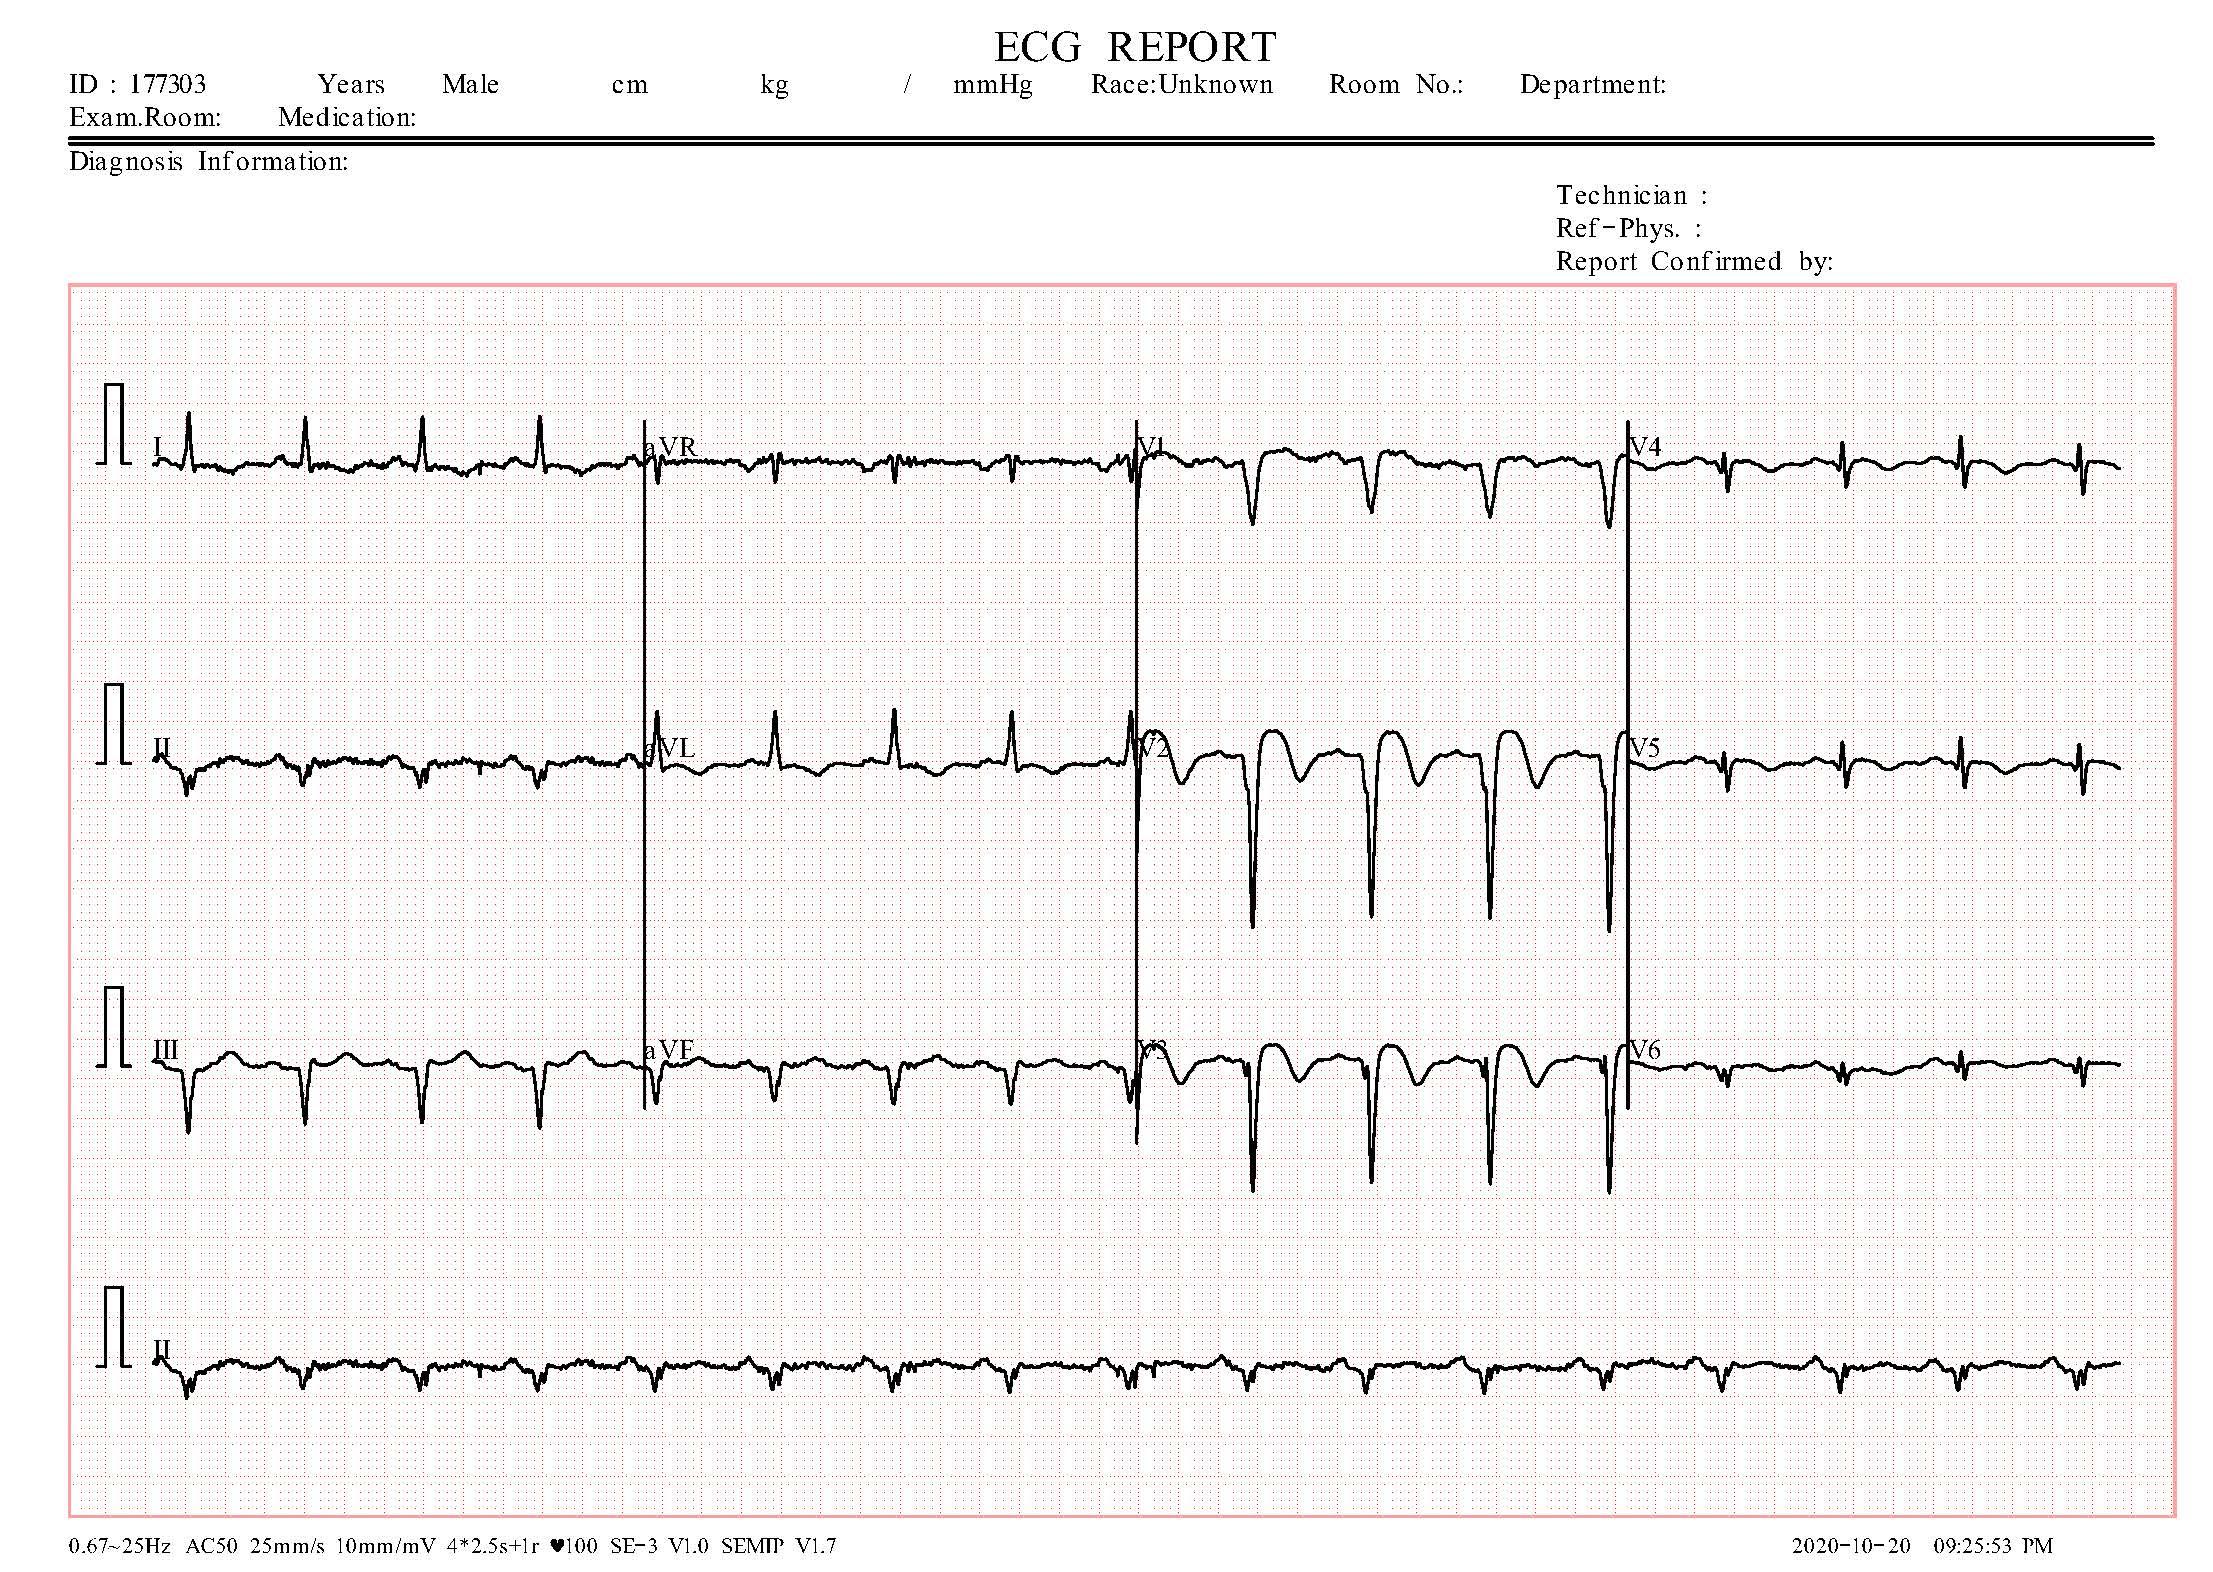 ECG REPORT
ID : 177303 Years Male cm kg / mmHg Race:Unknown Room No.: Department:
Exam.Room: Medication:
Diagnosis Information:
Technician :
Ref-Phys. :
Report Confirmed by:
I aVR V1 V4
II aVL V2 V5
III aVF V3 V6
II
0.67~25Hz AC50 25mm/s 10mm/mV 4*2.5s+1r ♥100 SE-3 V1.0 SEMIP V1.7 2020-10-20 09:25:53 PM